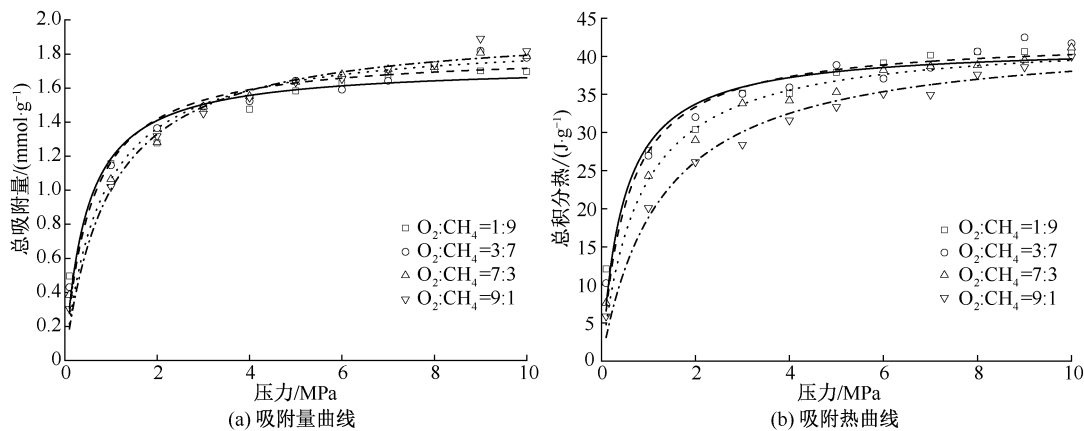 2.0
1.8
1.6
1.4
1.2
1.0
0.8
0.6
0.4
0.2
0
总吸附量/(mmol·g⁻¹)
O₂:CH₄=1:9
O₂:CH₄=3:7
O₂:CH₄=7:3
O₂:CH₄=9:1
0 2 4 6 8 10
压力/MPa
(a) 吸附量曲线
45
40
35
30
25
20
15
10
5
0
总积分热/(J·g⁻¹)
O₂:CH₄=1:9
O₂:CH₄=3:7
O₂:CH₄=7:3
O₂:CH₄=9:1
0 2 4 6 8 10
压力/MPa
(b) 吸附热曲线